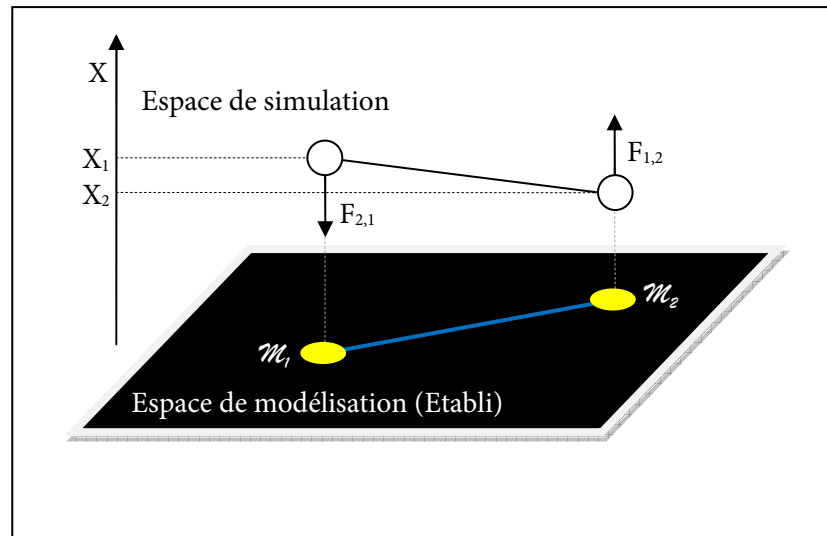 X
Espace de simulation
X₁
F₁,₂
X₂
F₂,₁
𝓜₂
𝓜₁
Espace de modélisation (Etabli)